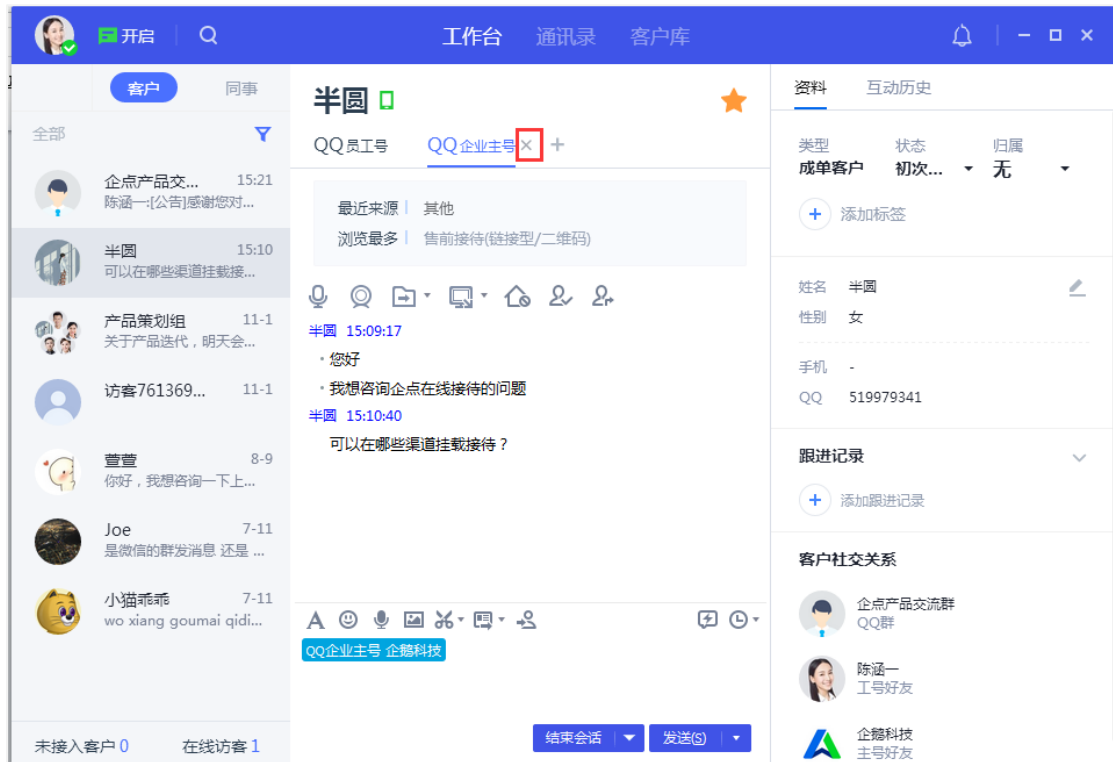 开启
工作台 通讯录 客户库
客户 同事
全部
企点产品交... 15:21
陈涵一:[公告]感谢您对...
半圆 15:10
可以在哪些渠道挂载接...
产品策划组 11-1
关于产品迭代，明天会...
访客761369... 11-1
萱萱 8-9
你好，我想咨询一下上...
Joe 7-11
是微信的群发消息 还是 ...
小猫乖乖 7-11
wo xiang goumai qidi...
未接入客户 0 在线访客 1
半圆
QQ员工号 QQ企业主号
最近来源 其他
浏览最多 售前接待(链接型/二维码)
半圆 15:09:17
您好
我想咨询企点在线接待的问题
半圆 15:10:40
可以在哪些渠道挂载接待？
QQ企业主号 企鹅科技
结束会话 发送(S)
资料 互动历史
类型 状态 归属
成单客户 初次... 无
添加标签
姓名 半圆
性别 女
手机 -
QQ 519979341
跟进记录
添加跟进记录
客户社交关系
企点产品交流群
QQ群
陈涵一
工号好友
企鹅科技
主号好友